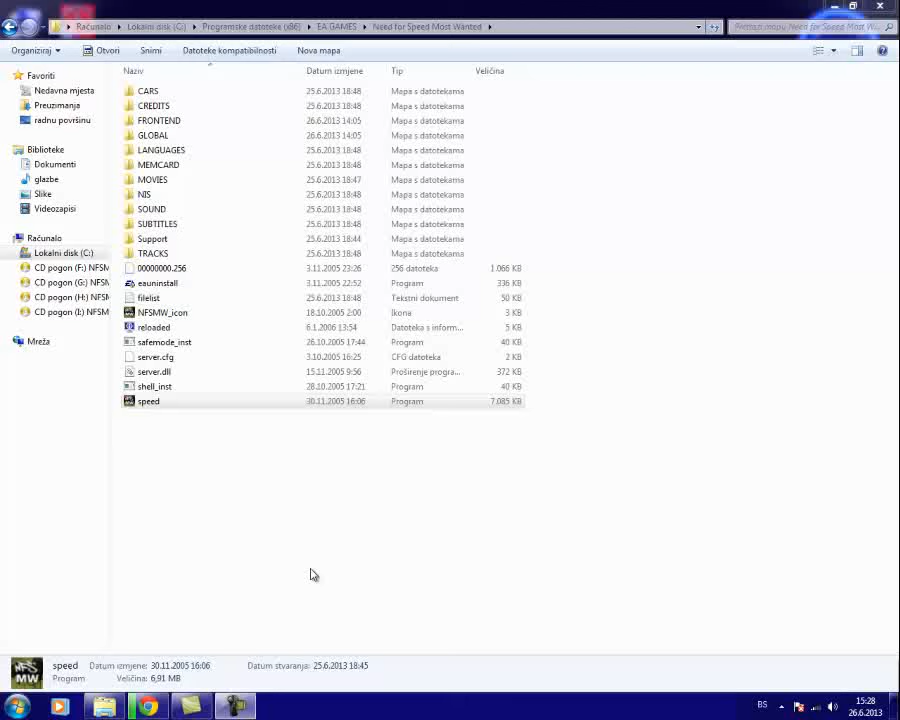 Računalo Lokalni disk (C:) Programske datoteke (x86) EA GAMES Need for Speed Most Wanted
Pretraži mapu Need for Speed Most W...
Organiziraj Otvori Snimi Datoteke kompatibilnosti Nova mapa
Naziv Datum izmjene Tip Veličina
Favoriti
Nedavna mjesta
Preuzimanja
radnu površinu
Biblioteke
Dokumenti
glazbe
Slike
Videozapisi
Računalo
Lokalni disk (C:)
CD pogon (F:) NFSM
CD pogon (G:) NFSM
CD pogon (H:) NFSM
CD pogon (I:) NFSM
Mreža
CARS 25.6.2013 18:48 Mapa s datotekama
CREDITS 25.6.2013 18:48 Mapa s datotekama
FRONTEND 26.6.2013 14:05 Mapa s datotekama
GLOBAL 26.6.2013 14:05 Mapa s datotekama
LANGUAGES 25.6.2013 18:48 Mapa s datotekama
MEMCARD 25.6.2013 18:48 Mapa s datotekama
MOVIES 25.6.2013 18:47 Mapa s datotekama
NIS 25.6.2013 18:48 Mapa s datotekama
SOUND 25.6.2013 18:48 Mapa s datotekama
SUBTITLES 25.6.2013 18:48 Mapa s datotekama
Support 25.6.2013 18:44 Mapa s datotekama
TRACKS 25.6.2013 18:48 Mapa s datotekama
00000000.256 3.11.2005 23:26 256 datoteka 1.066 KB
eauninstall 3.11.2005 22:52 Program 336 KB
filelist 25.6.2013 18:48 Tekstni dokument 50 KB
NFSMW_icon 18.10.2005 2:00 Ikona 3 KB
reloaded 6.1.2006 13:54 Datoteka s inform... 5 KB
safemode_inst 26.10.2005 17:44 Program 40 KB
server.cfg 3.10.2005 16:25 CFG datoteka 2 KB
server.dll 15.11.2005 9:56 Proširenje progra... 372 KB
shell_inst 28.10.2005 17:21 Program 40 KB
speed 30.11.2005 16:06 Program 7.085 KB
NFS
MW
speed Datum izmjene: 30.11.2005 16:06 Datum stvaranja: 25.6.2013 18:45
Program Veličina: 6,91 MB
BS
15:28
26.6.2013